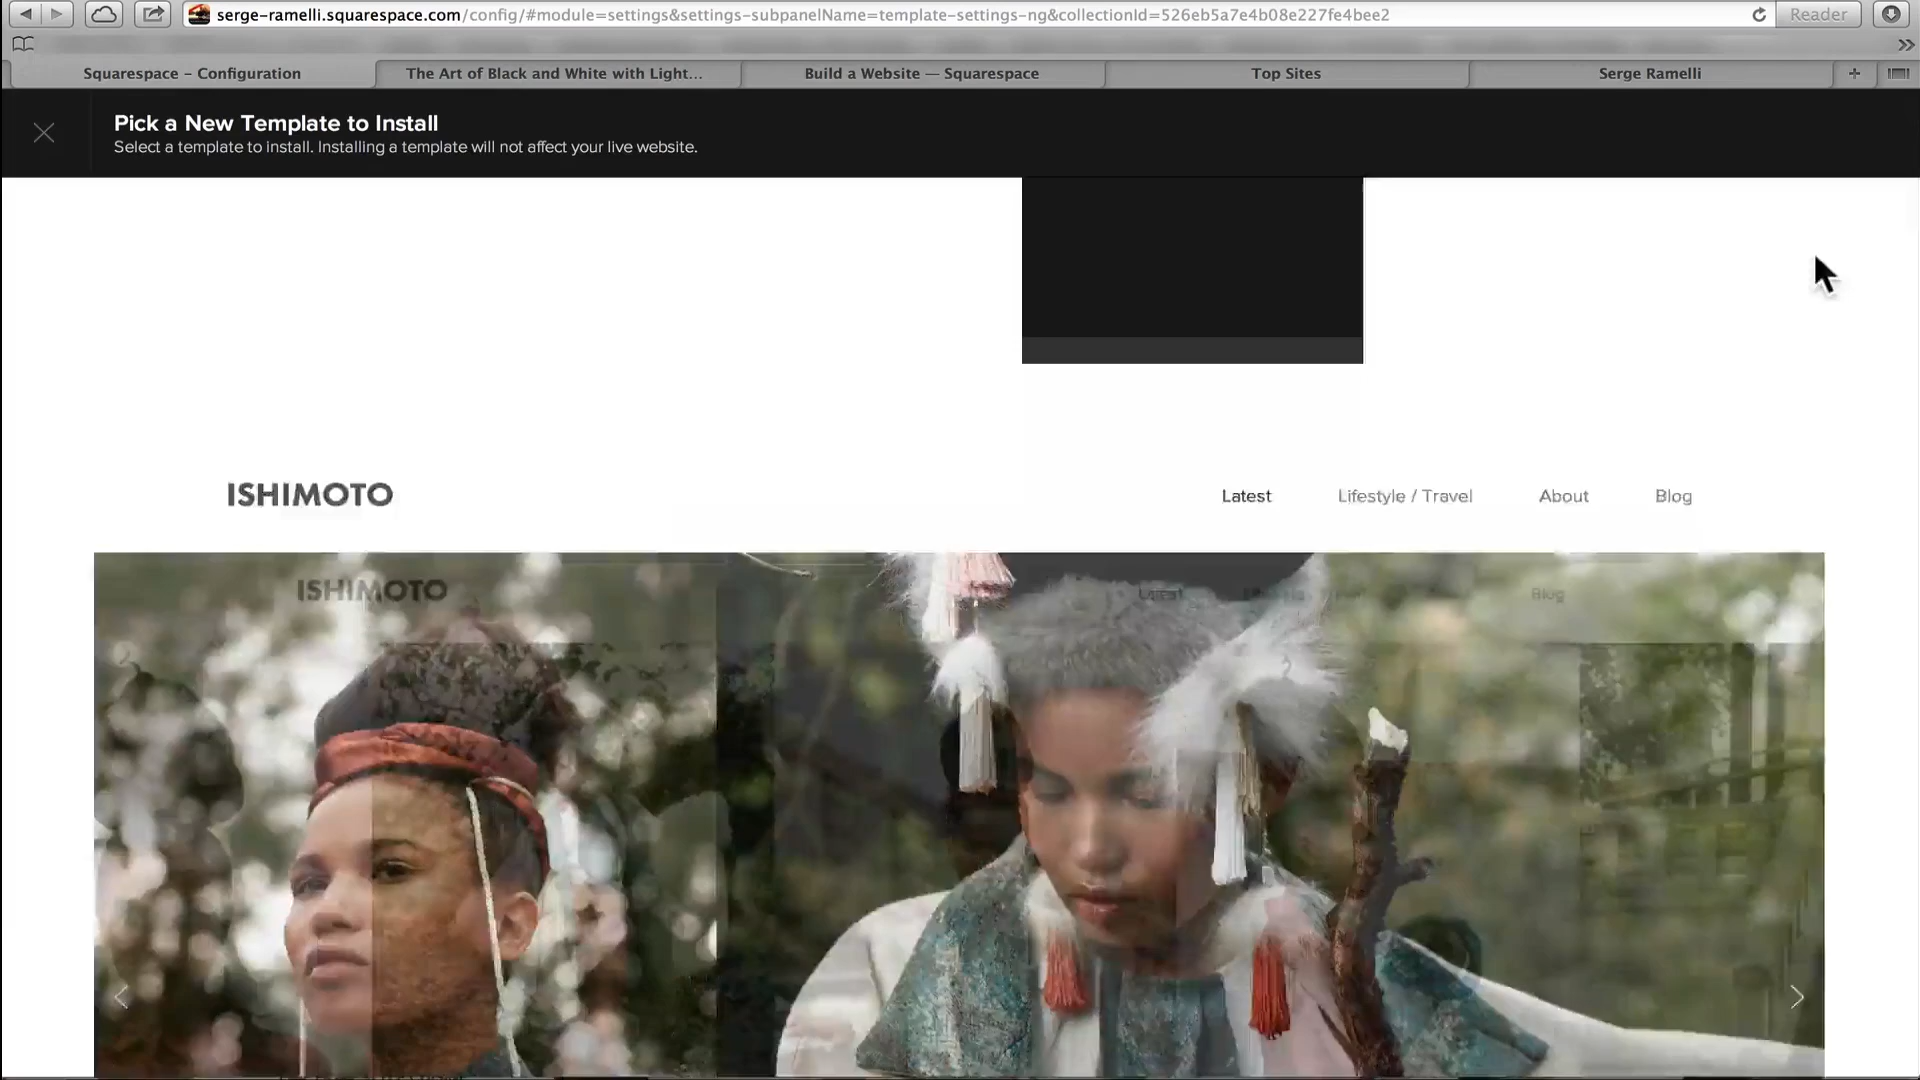 serge-ramelli.squarespace.com/config/#module=settings&settings-subpanelName=template-settings-ng&collectionId=526eb5a7e4b08e227fe4bee2
Reader
Squarespace - Configuration
The Art of Black and White with Light...
Build a Website — Squarespace
Top Sites
Serge Ramelli
Pick a New Template to Install
Select a template to install. Installing a template will not affect your live website.
ISHIMOTO
Latest
Lifestyle / Travel
About
Blog
ISHIMOTO
Latest
Blog